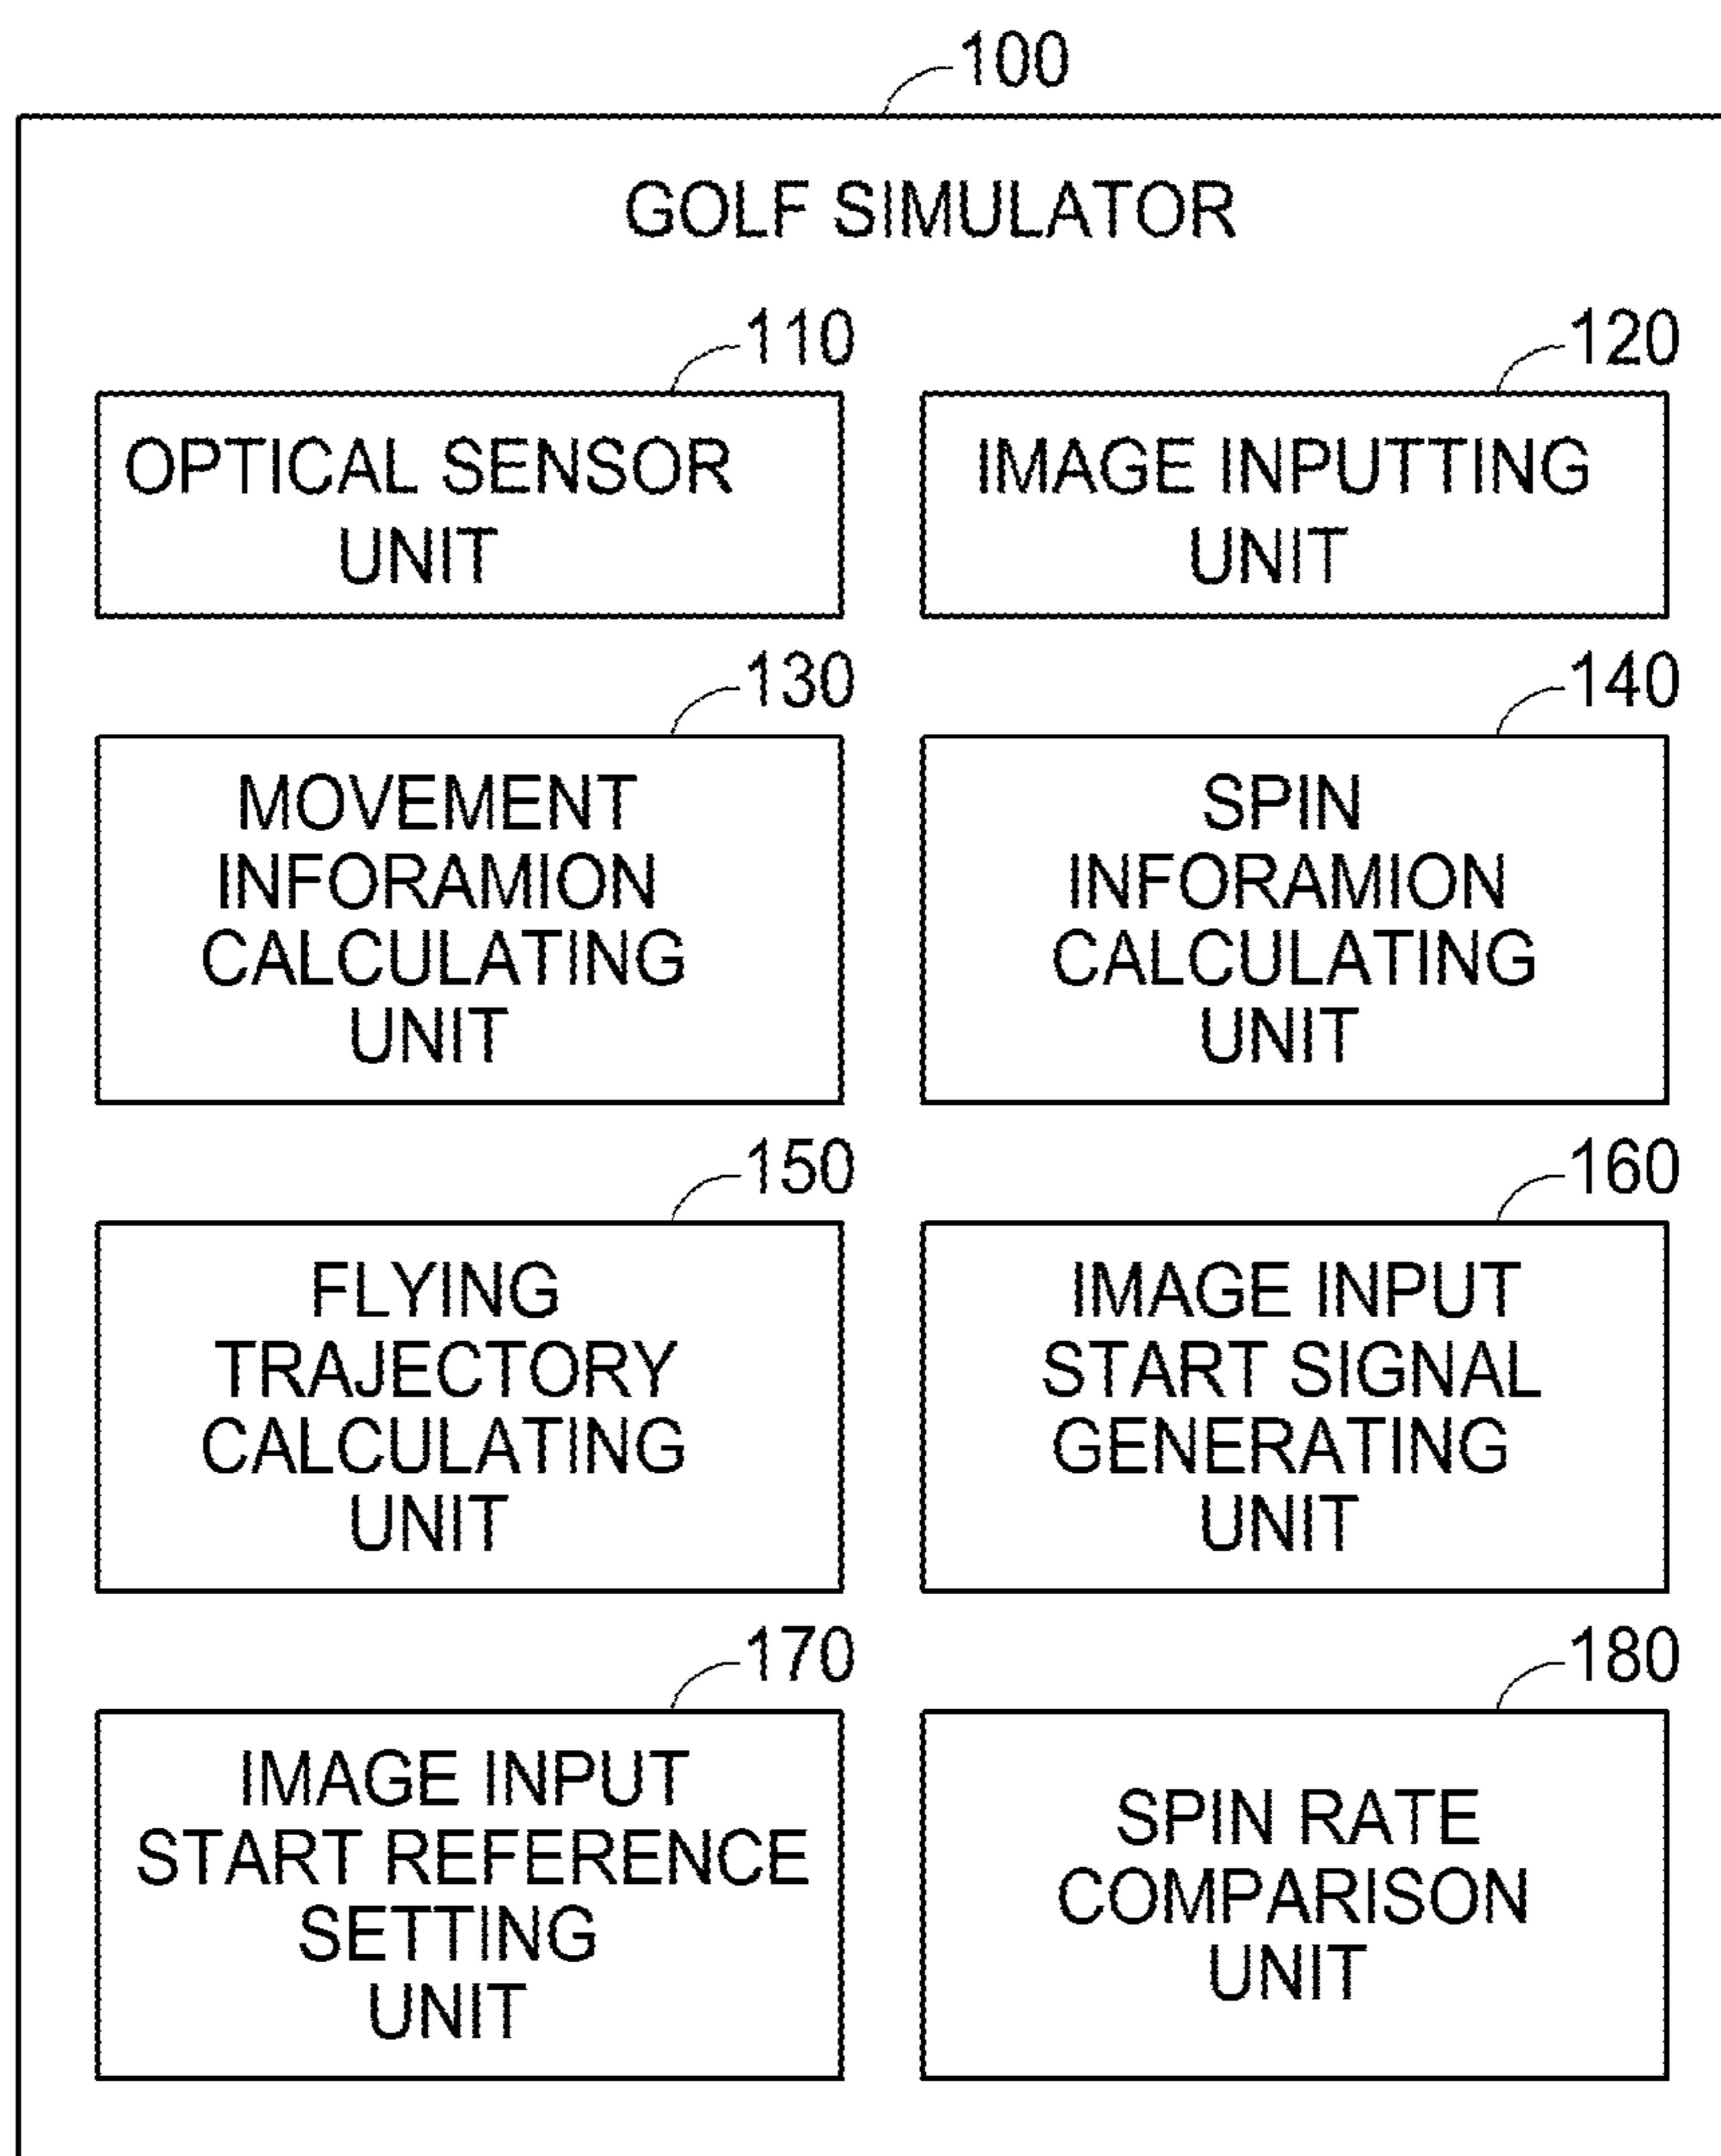 100
GOLF SIMULATOR
110
OPTICAL SENSOR
UNIT
120
IMAGE INPUTTING
UNIT
130
MOVEMENT
INFORAMION
CALCULATING
UNIT
140
SPIN
INFORAMION
CALCULATING
UNIT
150
FLYING
TRAJECTORY
CALCULATING
UNIT
160
IMAGE INPUT
START SIGNAL
GENERATING
UNIT
170
IMAGE INPUT
START REFERENCE
SETTING
UNIT
180
SPIN RATE
COMPARISON
UNIT